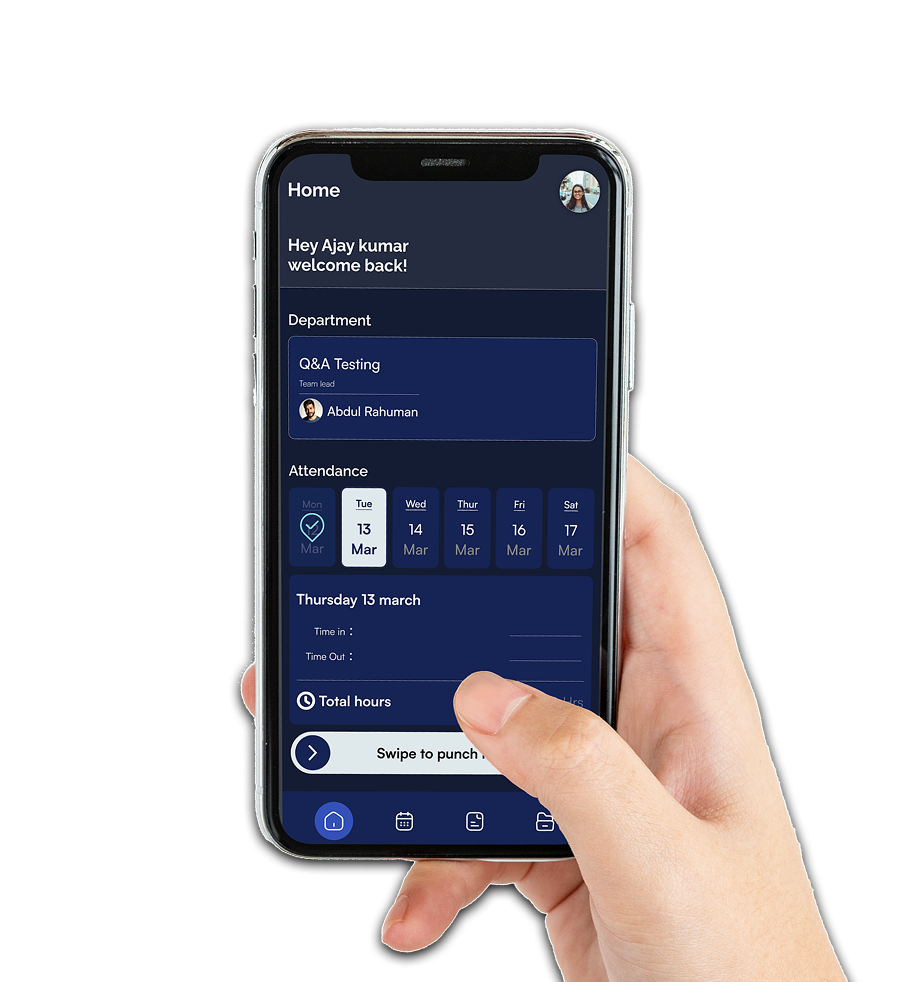 Home
Hey Ajay kumar
welcome back!
Department
Q&A Testing
Team lead
Abdul Rahuman
Attendance
Mon Tue Wed Thur Fri Sat
12 13 14 15 16 17
Mar Mar Mar Mar Mar Mar
Thursday 13 march
Time in :
Time Out :
Total hours Hrs
Swipe to punch